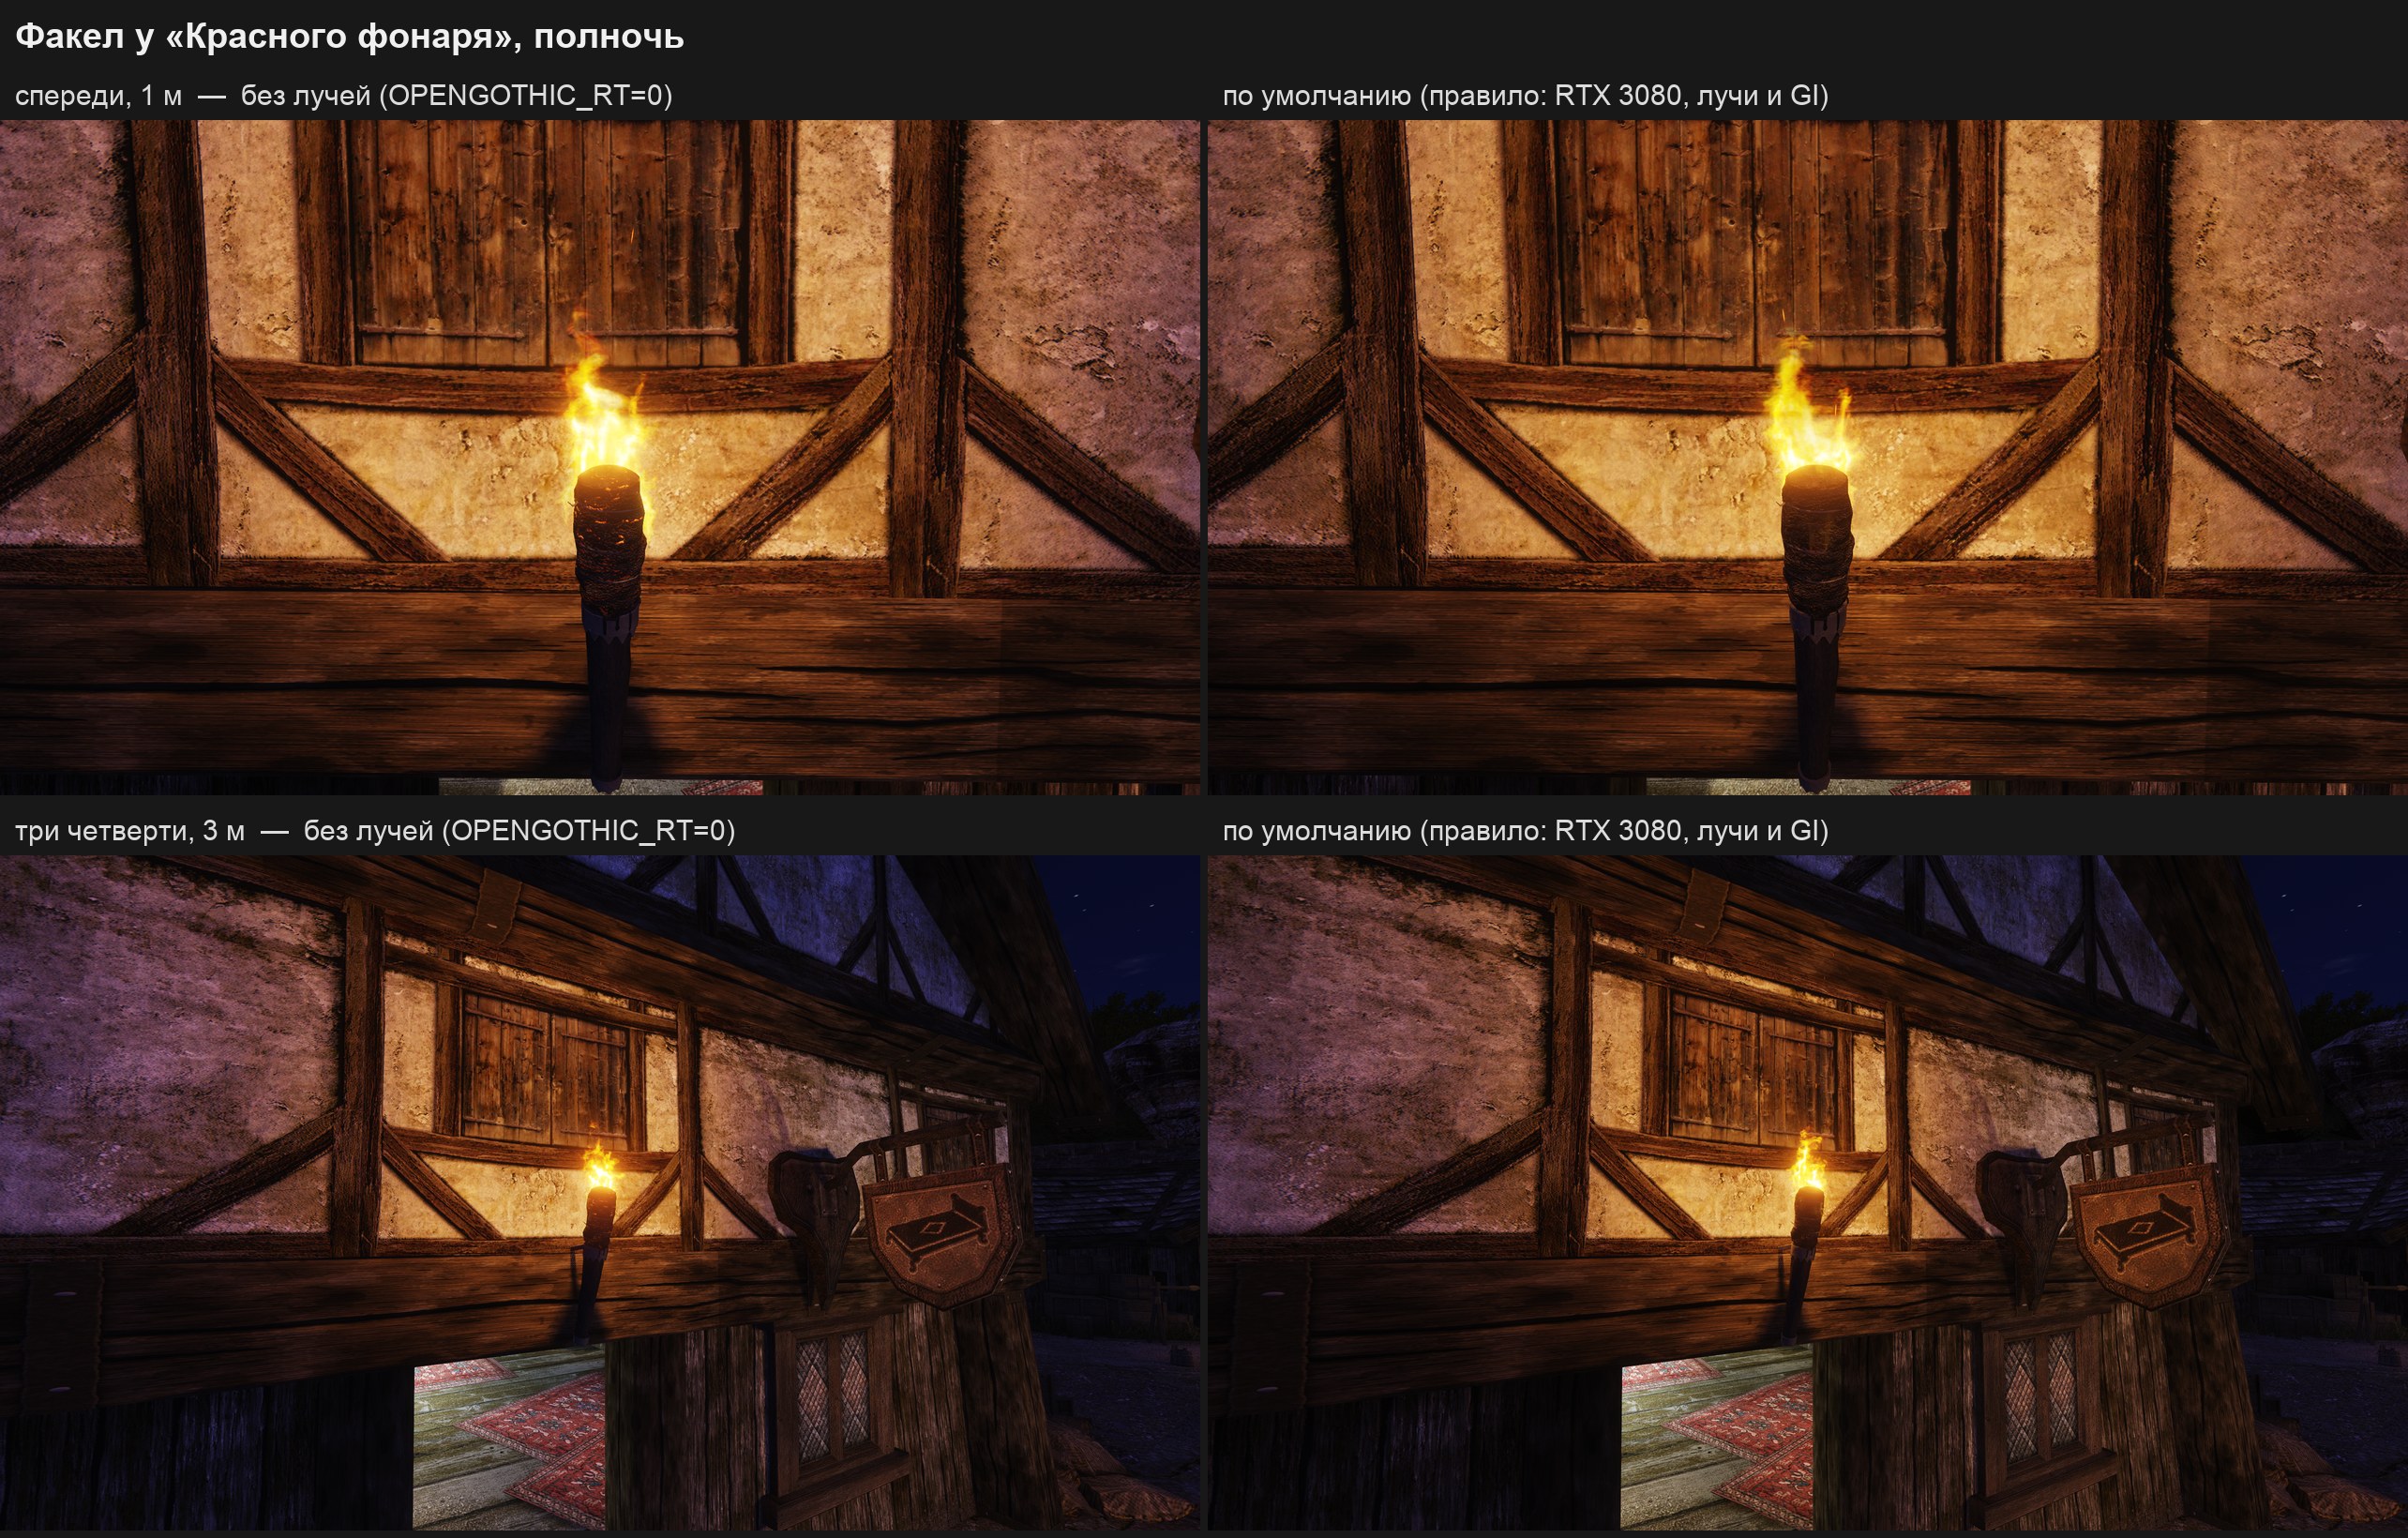 Факел у «Красного фонаря», полночь
спереди, 1 м — без лучей (OPENGOTHIC_RT=0)
по умолчанию (правило: RTX 3080, лучи и GI)
три четверти, 3 м — без лучей (OPENGOTHIC_RT=0)
по умолчанию (правило: RTX 3080, лучи и GI)